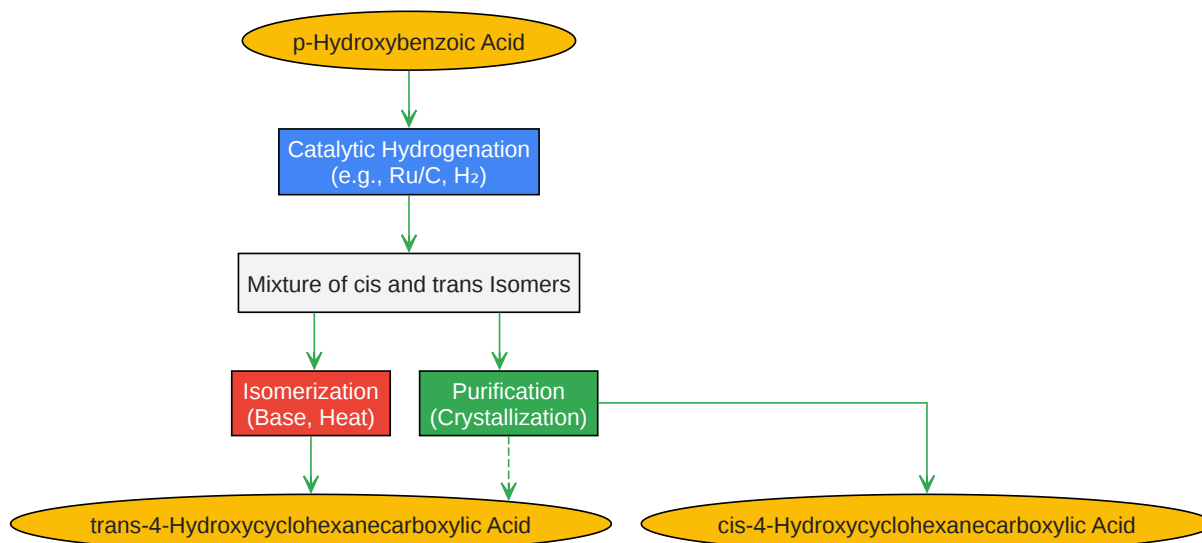 p-Hydroxybenzoic Acid
Catalytic Hydrogenation
(e.g., Ru/C, H₂)
Mixture of cis and trans Isomers
Isomerization
(Base, Heat)
Purification
(Crystallization)
trans-4-Hydroxycyclohexanecarboxylic Acid
cis-4-Hydroxycyclohexanecarboxylic Acid